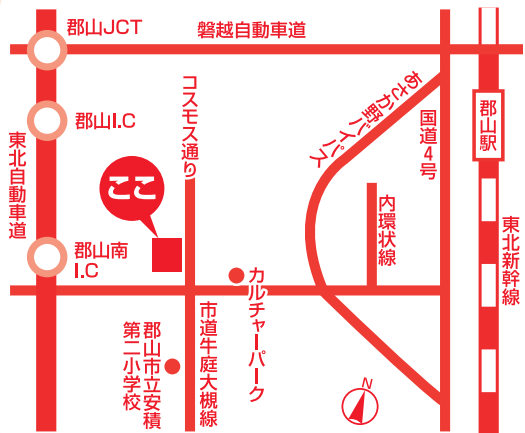 郡山JCT
磐越自動車道
郡山I.C
コスモス通り
あさか野バイパス
国道4号
郡山駅
東北自動車道
ここ
郡山南
I.C
内環状線
東北新幹線
カルチャーパーク
市道牛庭大槻線
郡山市立安積
第二小学校
N